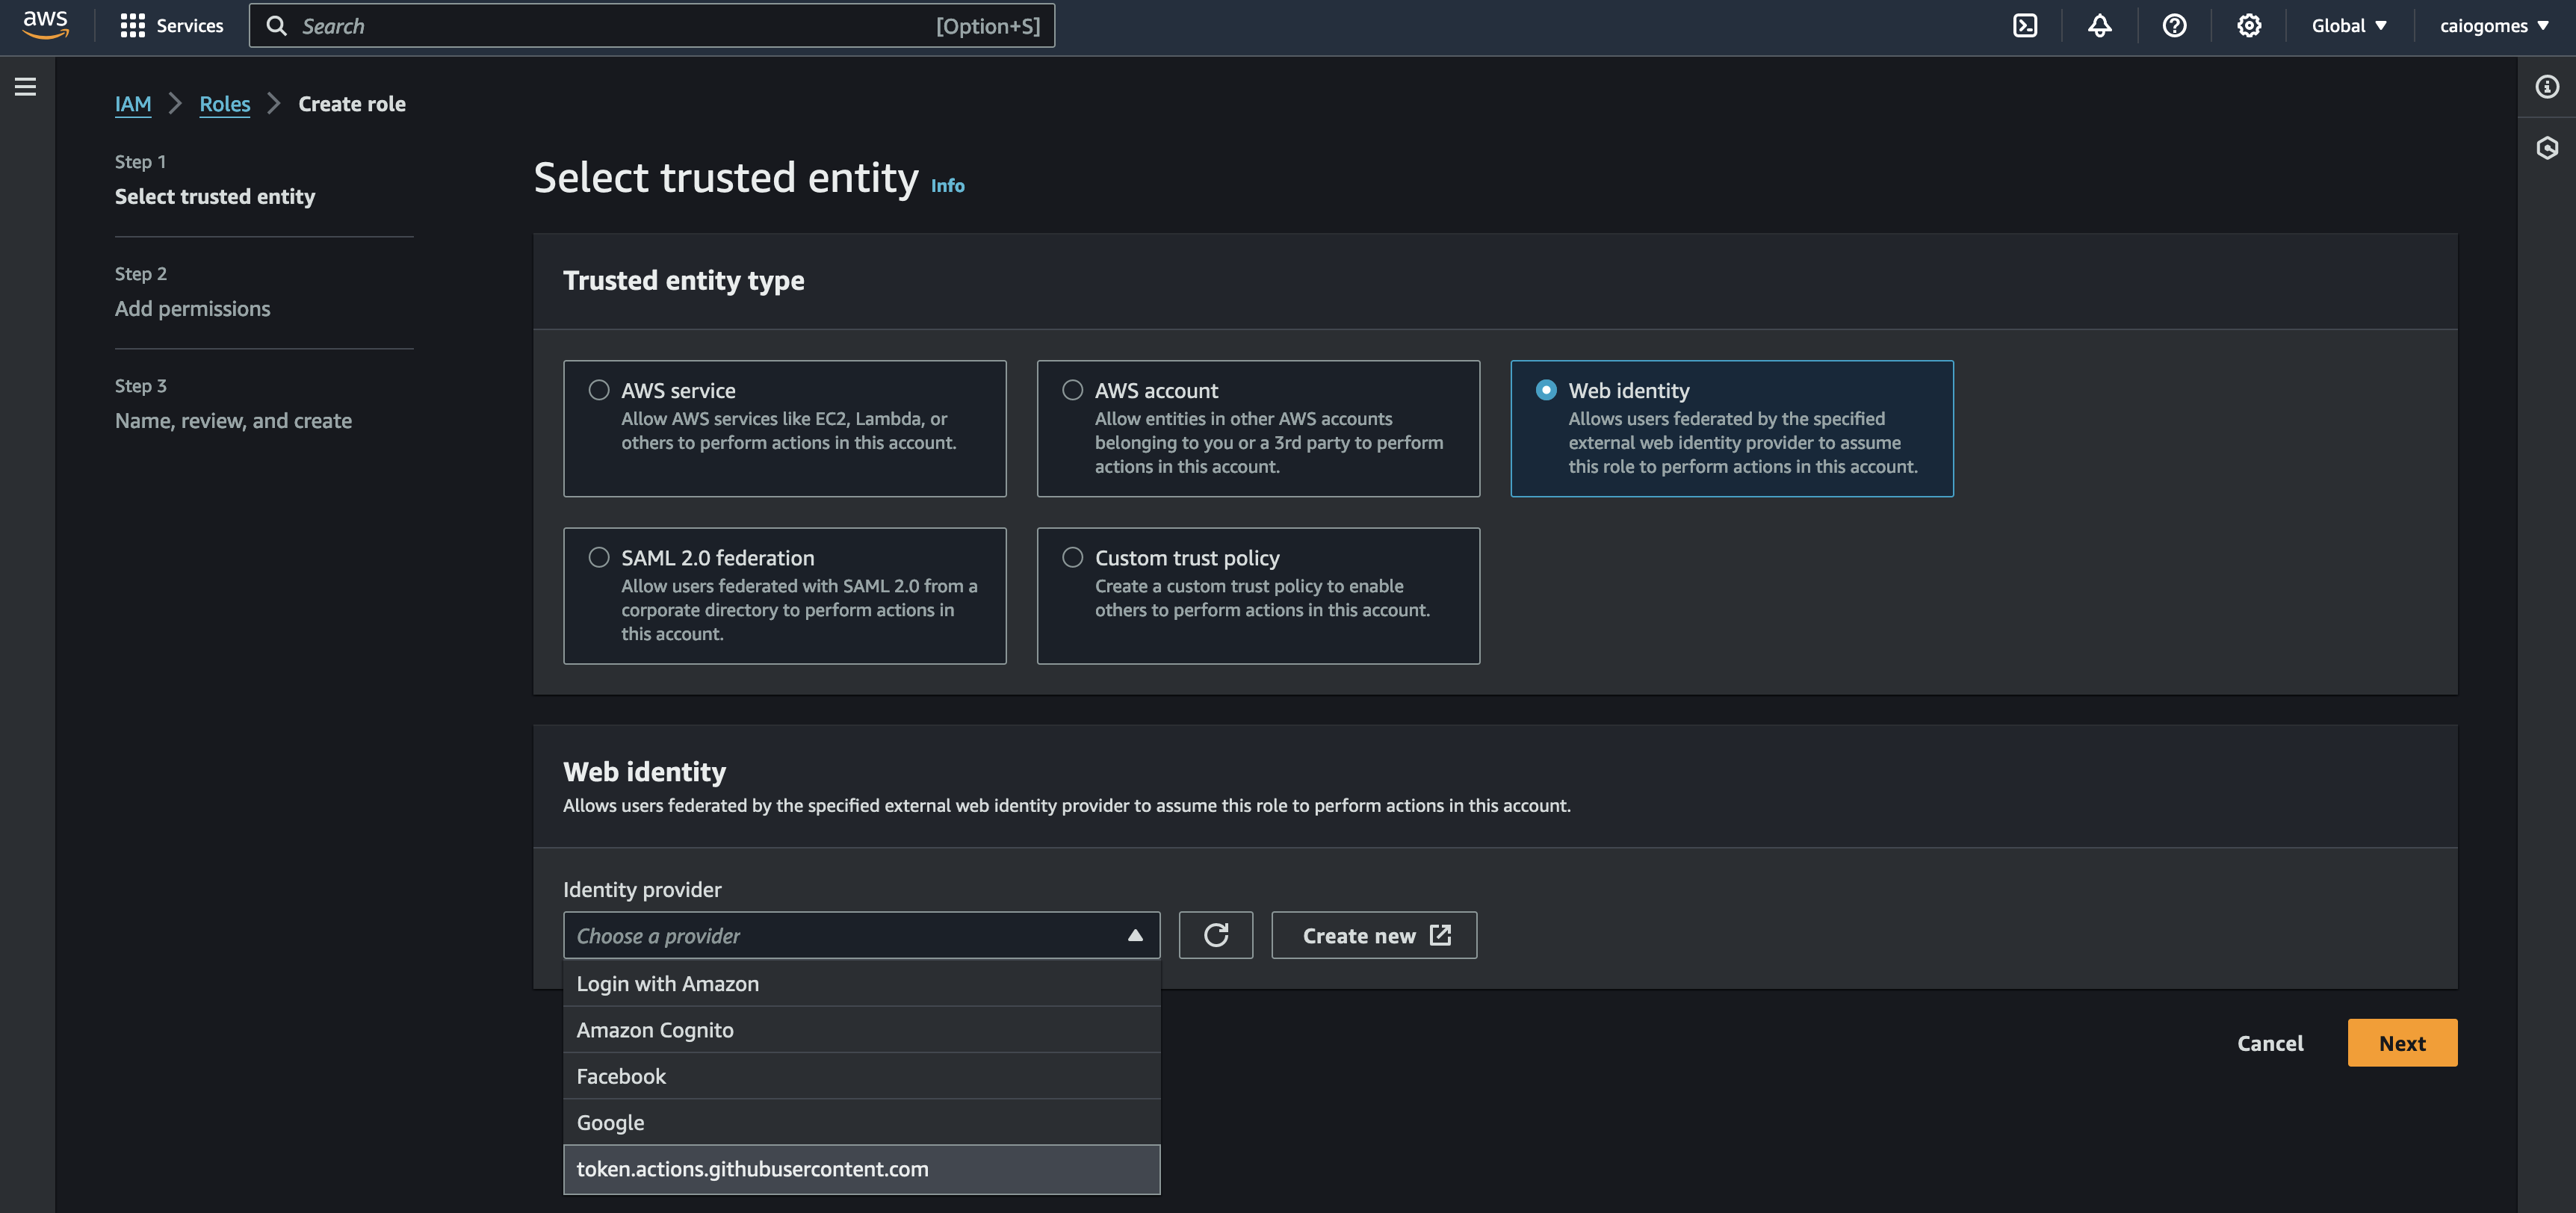 aws
Services
Search
[Option+S]
Global
caiogomes
IAM
Roles
Create role
Step 1
Select trusted entity
Step 2
Add permissions
Step 3
Name, review, and create
Select trusted entity Info
Trusted entity type
AWS service
Allow AWS services like EC2, Lambda, or
others to perform actions in this account.
AWS account
Allow entities in other AWS accounts
belonging to you or a 3rd party to perform
actions in this account.
Web identity
Allows users federated by the specified
external web identity provider to assume
this role to perform actions in this account.
SAML 2.0 federation
Allow users federated with SAML 2.0 from a
corporate directory to perform actions in
this account.
Custom trust policy
Create a custom trust policy to enable
others to perform actions in this account.
Web identity
Allows users federated by the specified external web identity provider to assume this role to perform actions in this account.
Identity provider
Choose a provider
Create new
Login with Amazon
Amazon Cognito
Facebook
Google
token.actions.githubusercontent.com
Cancel
Next